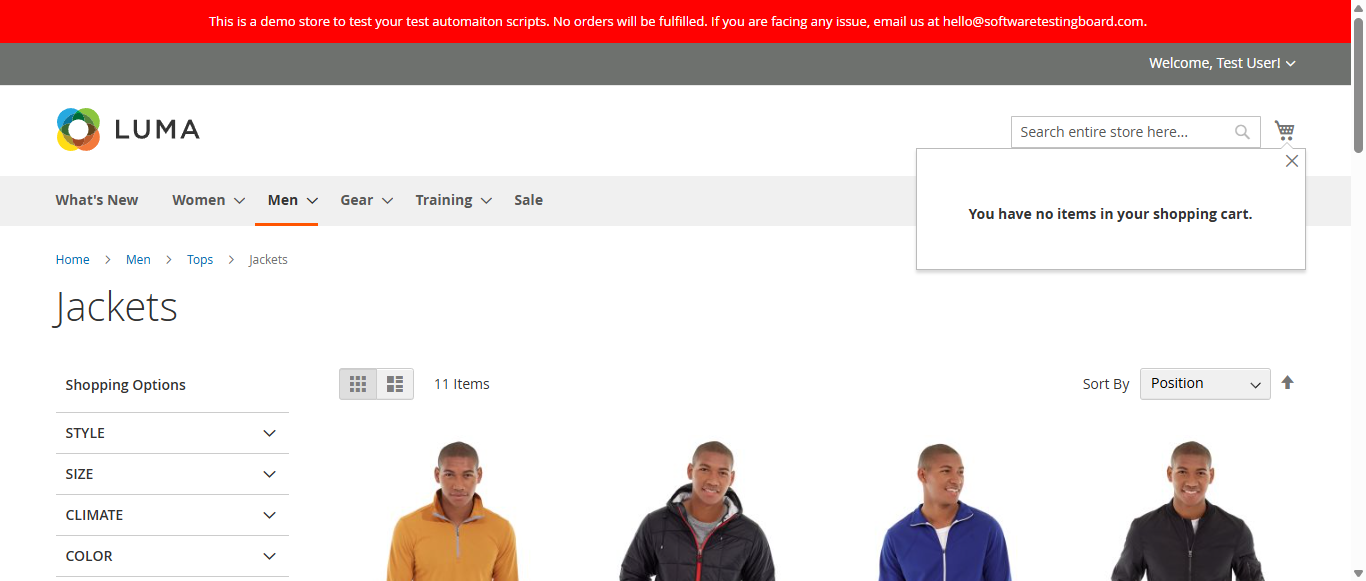 This is a demo store to test your test automaiton scripts. No orders will be fulfilled. If you are facing any issue, email us at hello@softwaretestingboard.com.
Welcome, Test User!
LUMA
Search entire store here...
What's New Women Men Gear Training Sale
You have no items in your shopping cart.
Home Men Tops Jackets
Jackets
Shopping Options
11 Items
Sort By Position
STYLE
SIZE
CLIMATE
COLOR